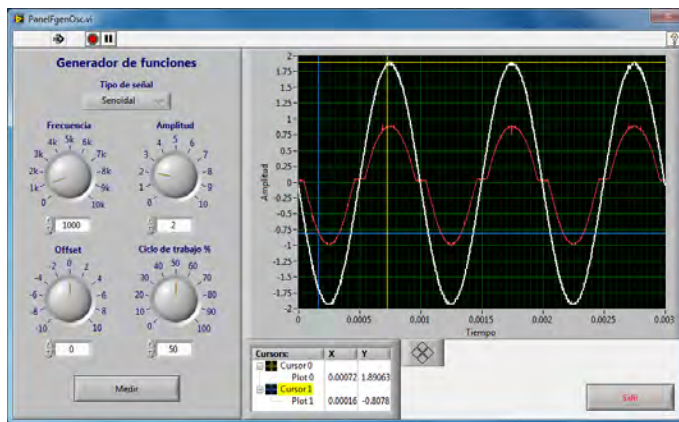 PanelFgenOsc.vi
Generador de funciones
Tipo de señal
Senoidal
Frecuencia
Amplitud
4k 5k 6k
3k 7k
2k 8k
1k 9k
0 10k
1000
4 5 6
3 7
2 8
1 9
0 10
2
Offset
Ciclo de trabajo %
-2 0 2
-4 4
-6 6
-8 8
-10 10
0
40 50 60
30 70
20 80
10 90
0 100
50
Medir
Amplitud
2
1.75
1.5
1.25
1
0.75
0.5
0.25
0
-0.25
-0.5
-0.75
-1
-1.25
-1.5
-1.75
-2
0 0.0005 0.001 0.0015 0.002 0.0025 0.003
Tiempo
Cursors: X Y
Cursor 0
Plot 0 0.00072 1.89063
Cursor 1
Plot 1 0.00016 -0.8078
Salir